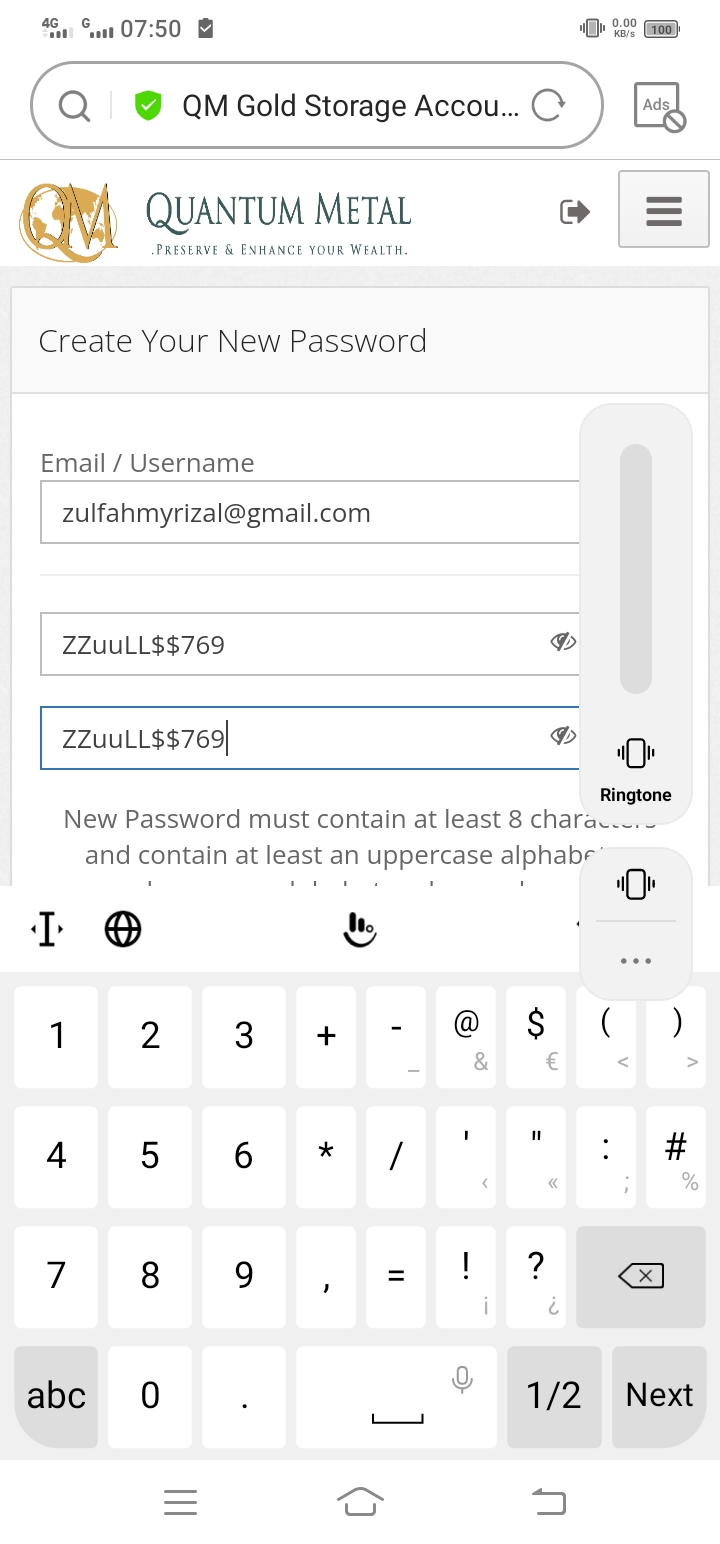 4G G 07:50 0.00 KB/s 100
QM Gold Storage Accou... Ads
QM QUANTUM METAL
.PRESERVE & ENHANCE YOUR WEALTH.
Create Your New Password
Email / Username
zulfahmyrizal@gmail.com
ZZuuLL$$769
ZZuuLL$$769
Ringtone
New Password must contain at least 8 characters
and contain at least an uppercase alphabet
1 2 3 + - _ @ & $ € ( < ) >
4 5 6 * / ' ‹ " « : ; # %
7 8 9 , = ! ¡ ? ¿
abc 0 . 1/2 Next